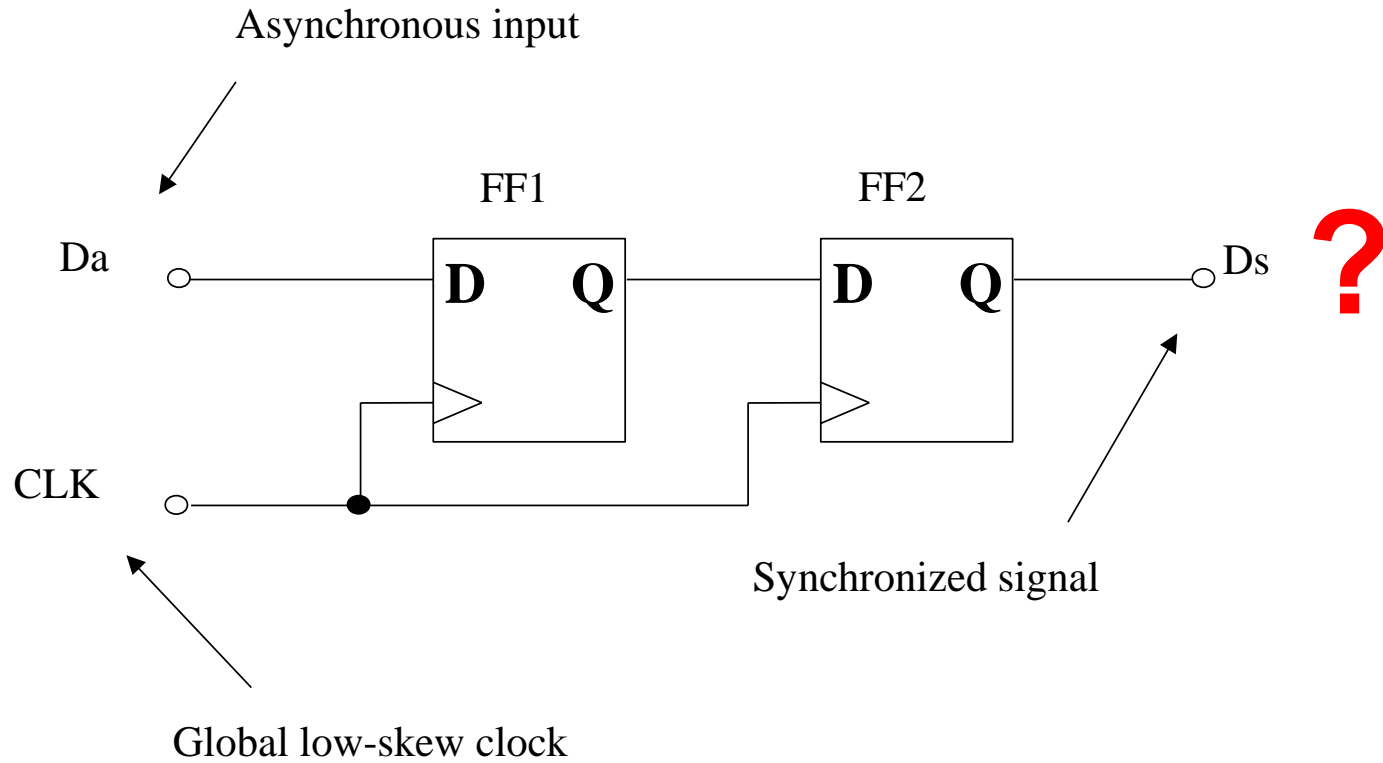 Asynchronous input
FF1
FF2
Da
D
Q
D
Q
Ds
?
CLK
Synchronized signal
Global low-skew clock